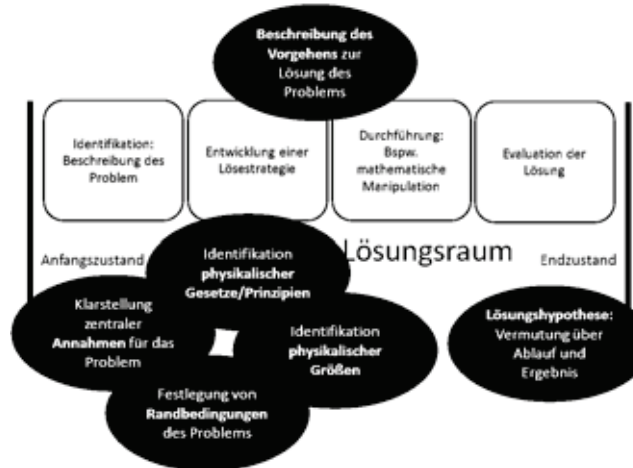 Beschreibung des
Vorgehens zur
Lösung des
Problems
Identifikation:
Beschreibung des
Problem
Entwicklung einer
Lösestrategie
Durchführung:
Bspw.
mathematische
Manipulation
Evaluation der
Lösung
Anfangszustand
Lösungsraum
Endzustand
Identifikation
physikalischer
Gesetze/Prinzipien
Klarstellung
zentraler
Annahmen für das
Problem
Identifikation
physikalischer
Größen
Festlegung von
Randbedingungen
des Problems
Lösungshypothese:
Vermutung über
Ablauf und
Ergebnis